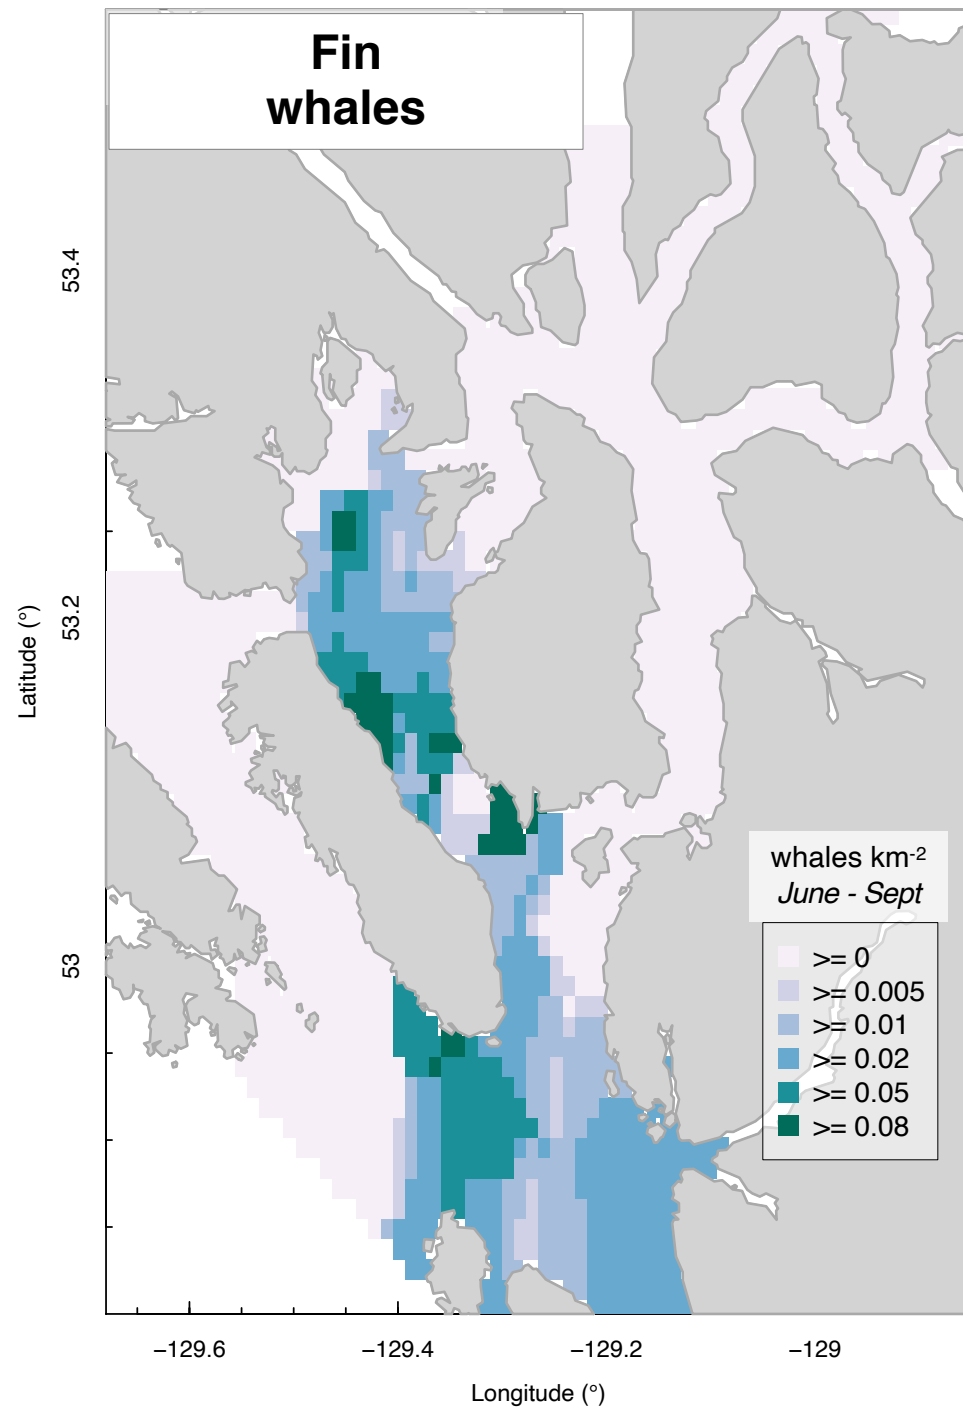 Fin
whales
53.4
53.2
53
Latitude (°)
whales km-2
June - Sept
>= 0
>= 0.005
>= 0.01
>= 0.02
>= 0.05
>= 0.08
−129.6
−129.4
−129.2
−129
Longitude (°)